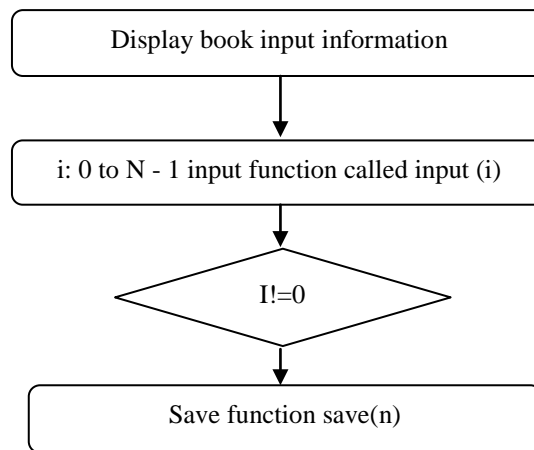 Display book input information
i: 0 to N - 1 input function called input (i)
I!=0
Save function save(n)